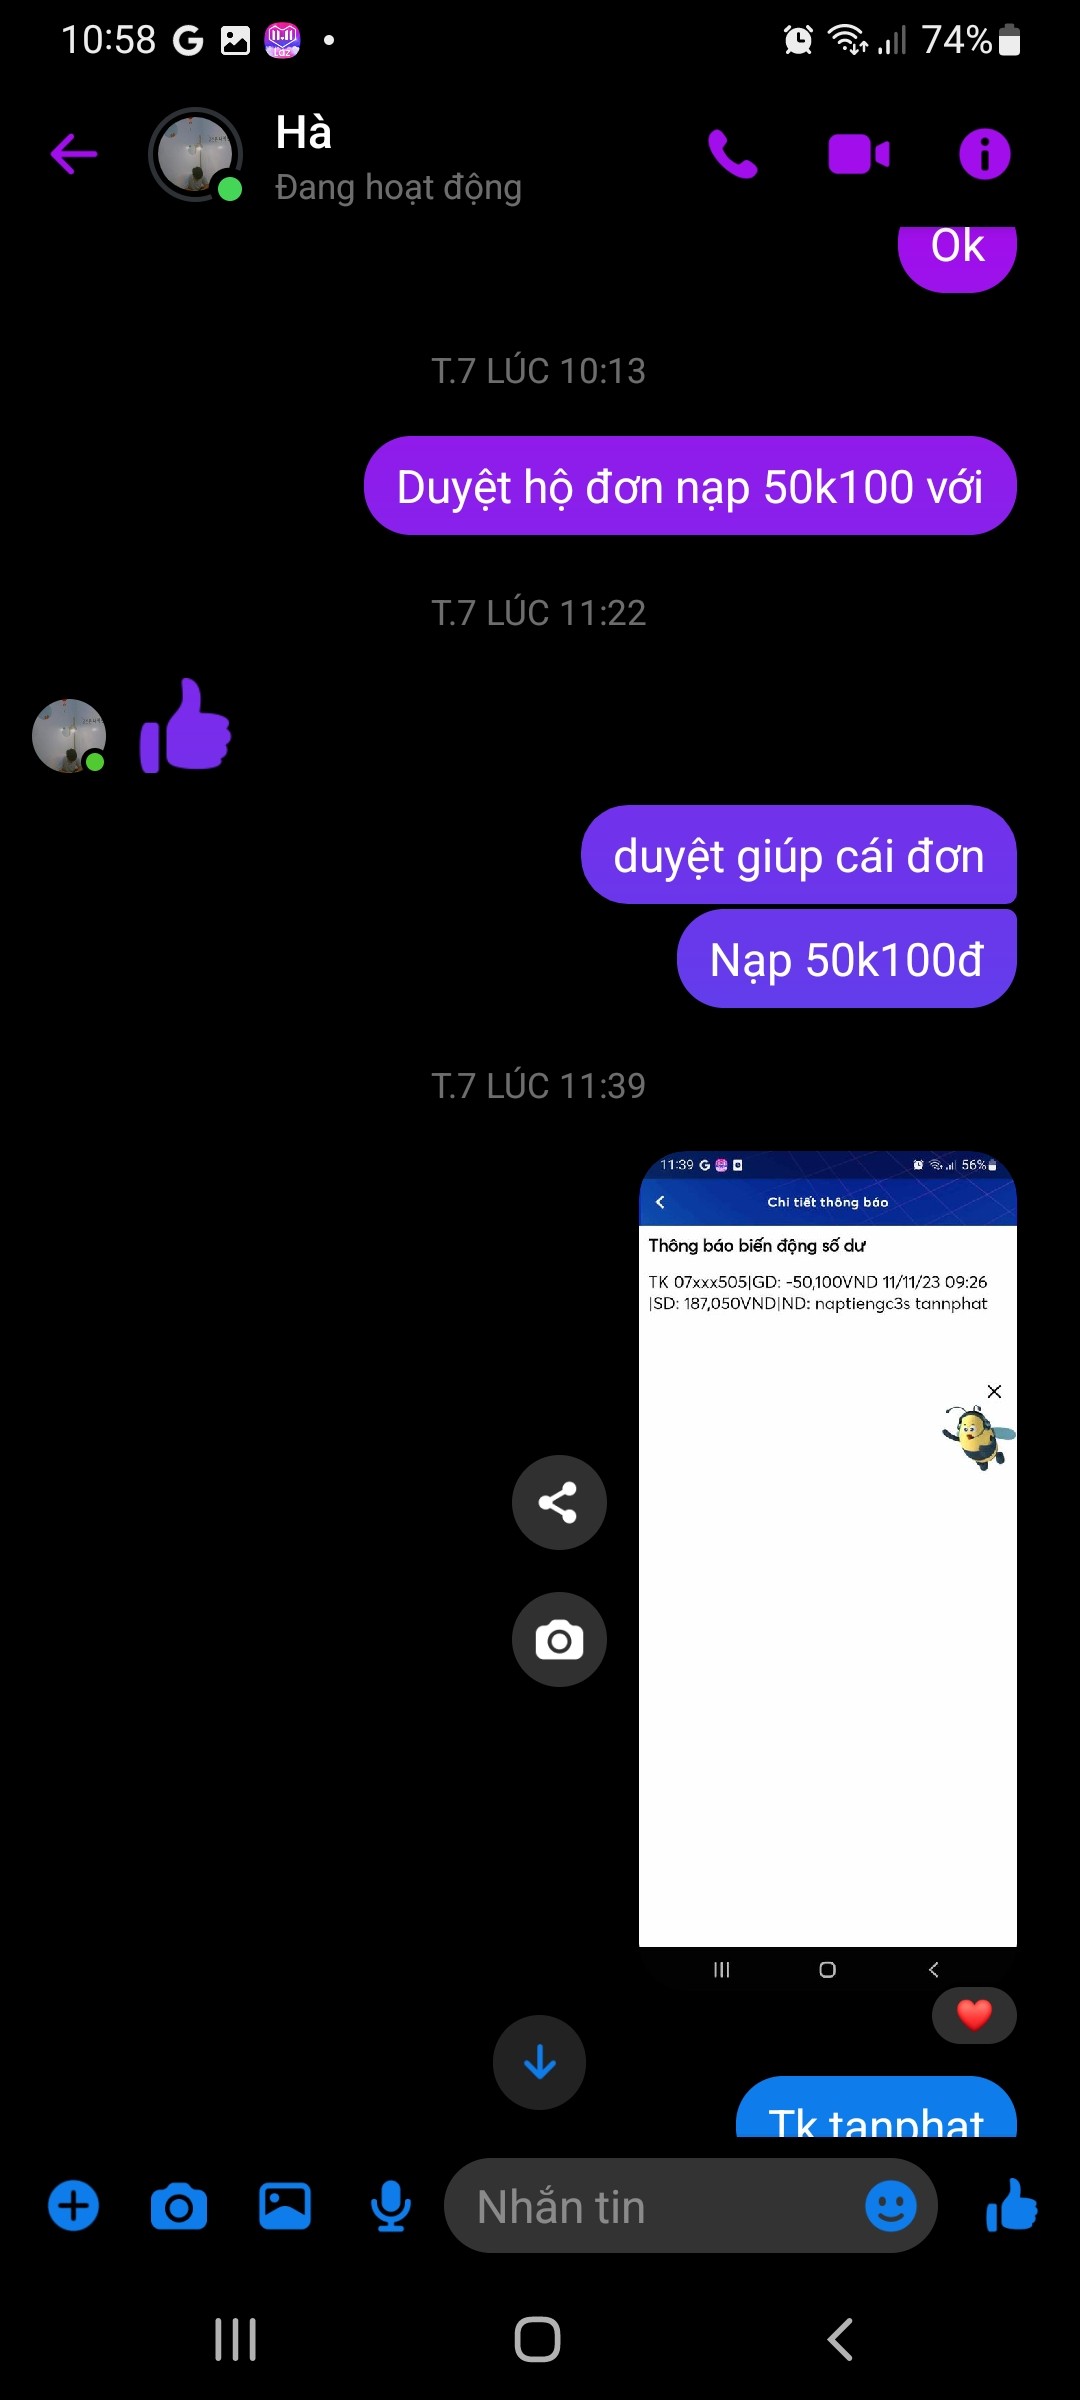 10:58
74%
Hà
Đang hoạt động
Ok
T.7 LÚC 10:13
Duyệt hộ đơn nạp 50k100 với
T.7 LÚC 11:22
duyệt giúp cái đơn
Nạp 50k100đ
T.7 LÚC 11:39
11:39
56%
Chi tiết thông báo
Thông báo biến động số dư
TK 07xxx505|GD: -50,100VND 11/11/23 09:26
|SD: 187,050VND|ND: naptiengc3s tannphat
Tk tanphat
Nhắn tin